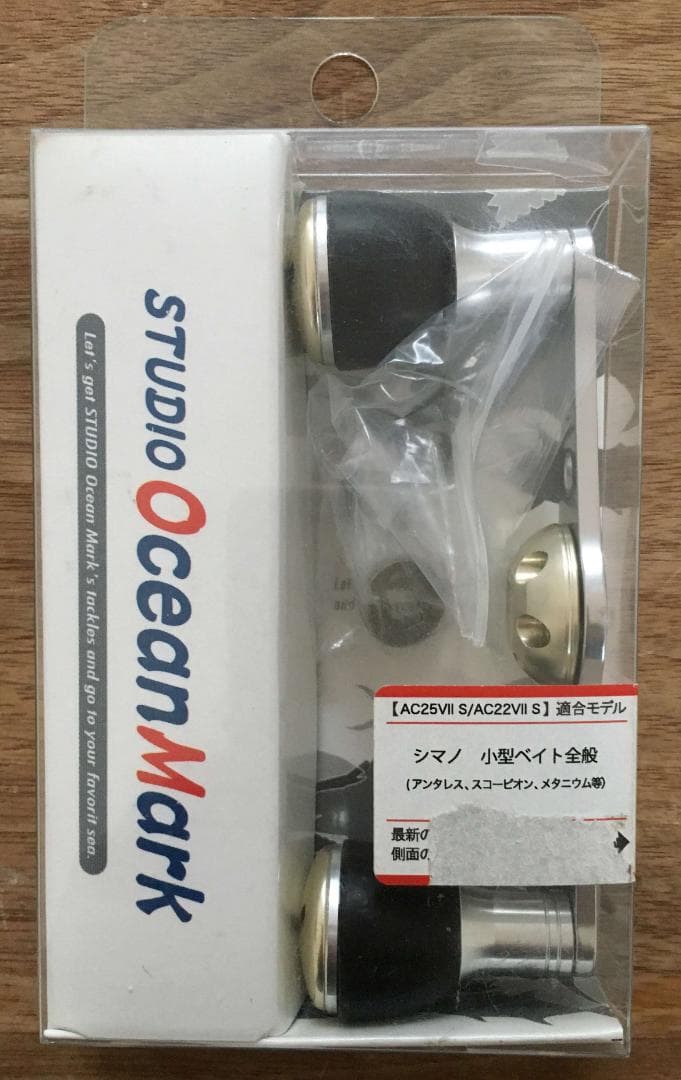 STUDIO OceanMark
Let's get STUDIO Ocean Mark's tackles and go to your favorit sea.
【AC25VII S/AC22VII S】適合モデル
シマノ 小型ベイト全般
(アンタレス、スコーピオン、メタニウム等)
最新の
側面の